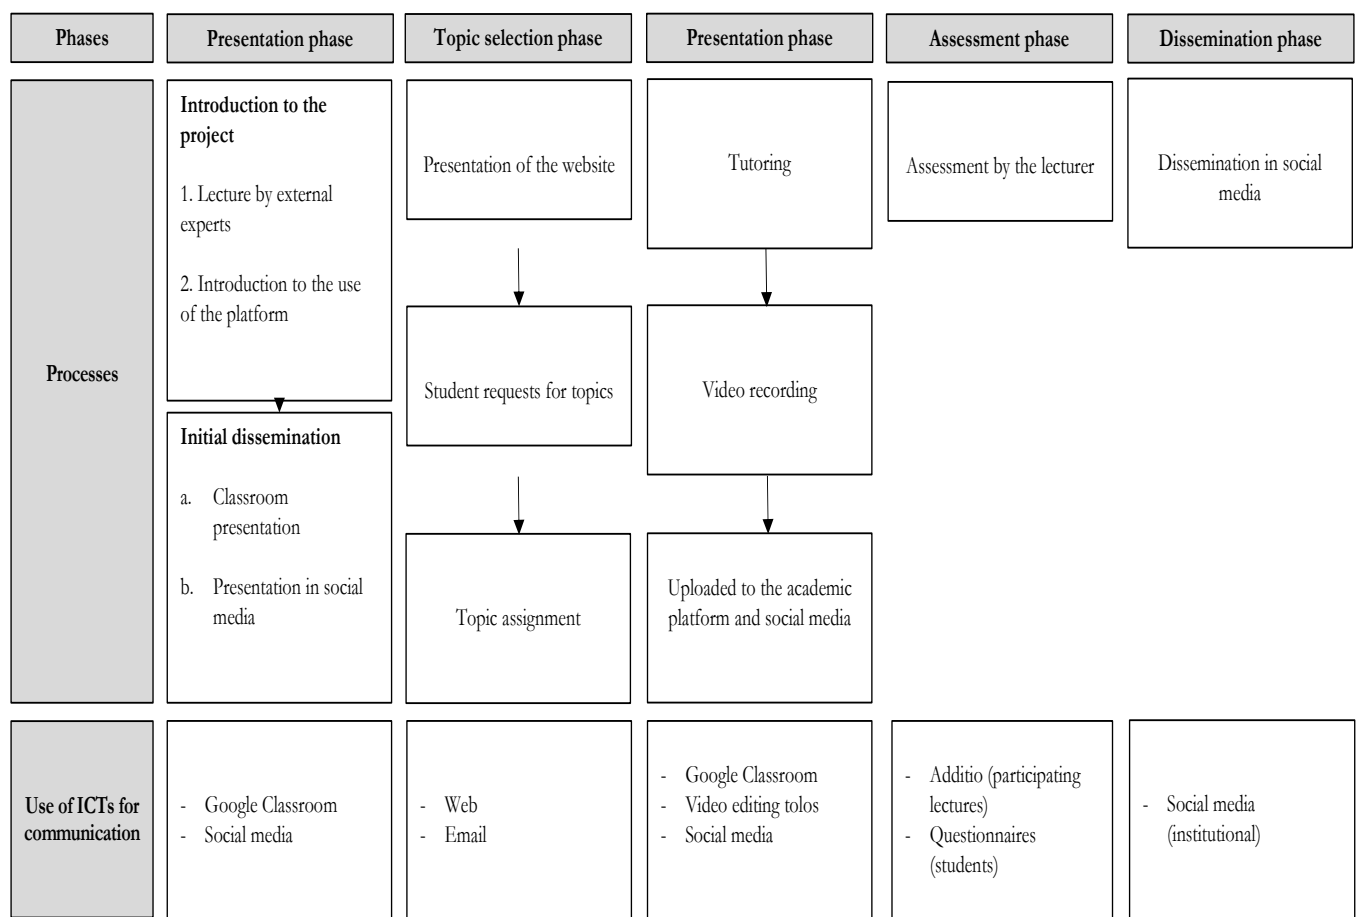 Phases
Presentation phase
Topic selection phase
Presentation phase
Assessment phase
Dissemination phase
Processes
Introduction to the
project
1. Lecture by external
experts
2. Introduction to the use
of the platform
Initial dissemination
a. Classroom
presentation
b. Presentation in social
media
Presentation of the website
Student requests for topics
Topic assignment
Tutoring
Video recording
Uploaded to the academic
platform and social media
Assessment by the lecturer
Dissemination in social
media
Use of ICTs for
communication
- Google Classroom
- Social media
- Web
- Email
- Google Classroom
- Video editing tolos
- Social media
- Additio (participating
lectures)
- Questionnaires
(students)
- Social media
(institutional)